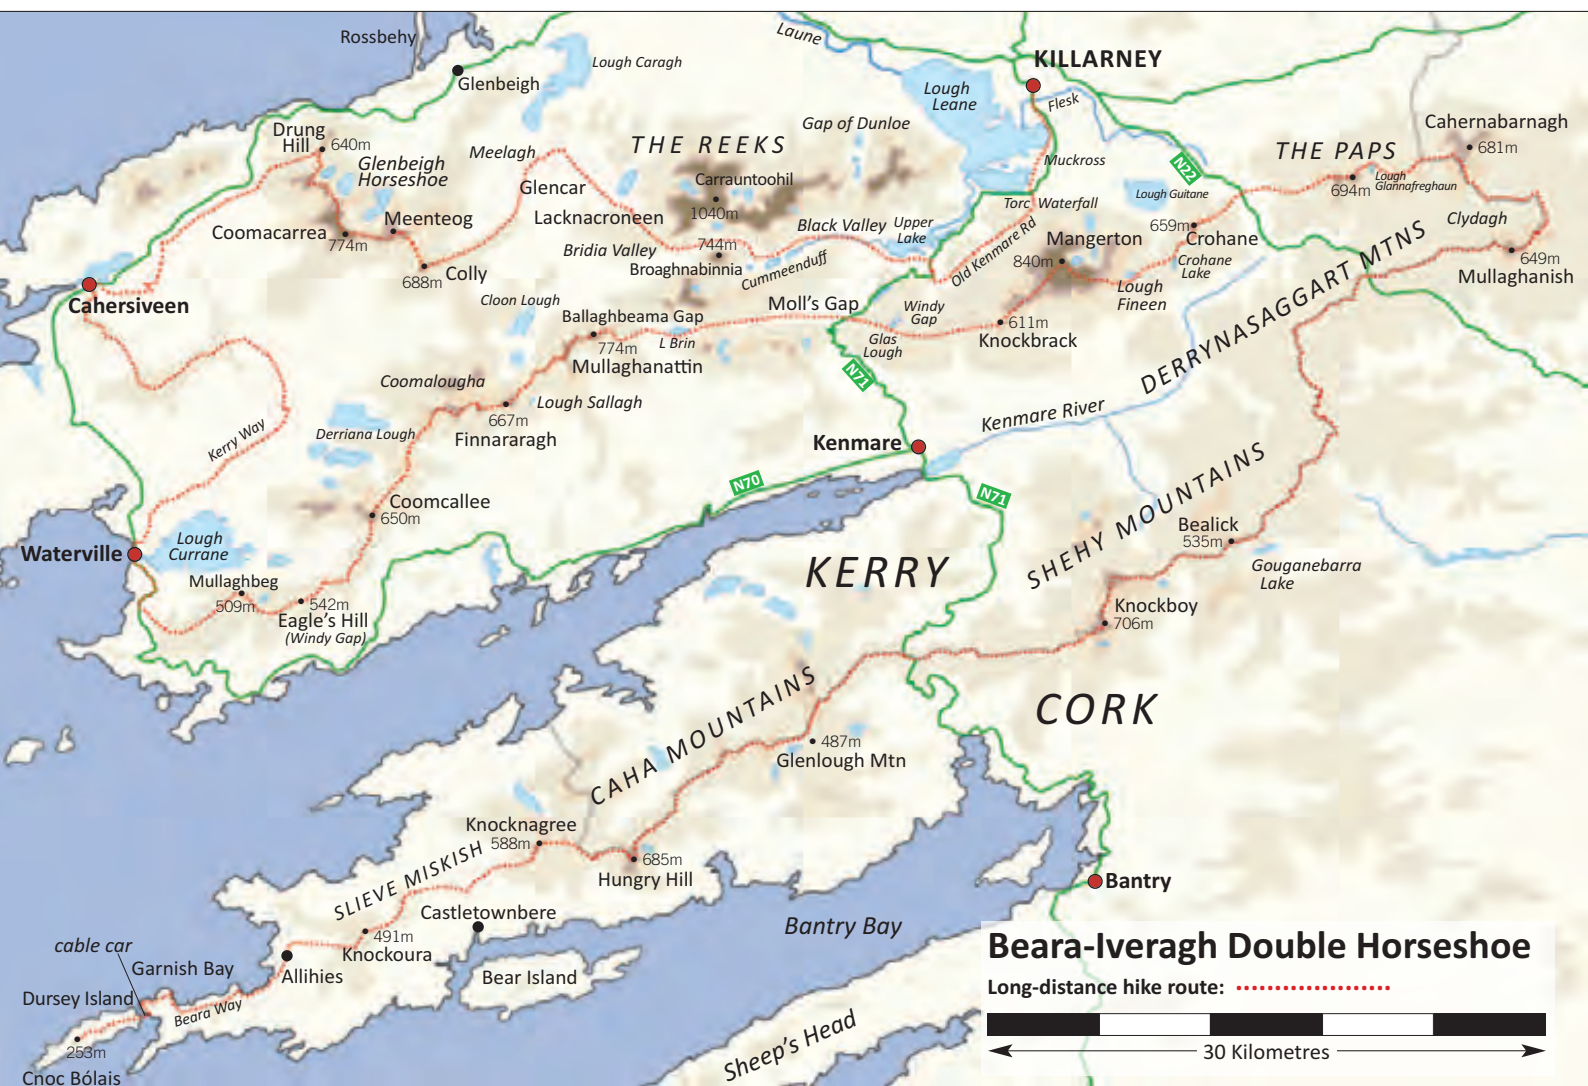 Rossbehy
Glenbeigh
Lough Caragh
Laune
KILLARNEY
Lough
Leane
Flesk
Drung
Hill
640m
Glenbeigh
Horseshoe
Meelagh
THE REEKS
Gap of Dunloe
Cahernabarnagh
681m
THE PAPS
694m
Lough
Glannafreghaun
N22
Muckross
Carrauntoohil
1040m
Glencar
Lacknacroneen
Coomacarrea
774m
Meenteog
688m
Colly
Bridia Valley
744m
Broaghnabinnia
Black Valley
Cummeenduff
Upper
Lake
Torc Waterfall
Old Kenmare Rd
Lough Guitane
659m
Crohane
Crohane
Lake
Mangerton
840m
Lough
Fineen
Clydagh
649m
Mullaghanish
DERRYNASAGGART MTNS
Cahersiveen
Cloon Lough
Ballaghbeama Gap
774m
Mullaghanattin
L Brin
Moll's Gap
Windy
Gap
Glas
Lough
611m
Knockbrack
N71
Coomalougha
667m
Finnararagh
Lough Sallagh
Kerry Way
Derriana Lough
Kenmare
Kenmare River
N70
N71
Coomcallee
650m
Waterville
Lough
Currane
Mullaghbeg
509m
542m
Eagle's Hill
(Windy Gap)
KERRY
SHEHY MOUNTAINS
Bealick
535m
Gouganebarra
Lake
Knockboy
706m
CORK
CAHA MOUNTAINS
487m
Glenlough Mtn
Knocknagree
588m
685m
Hungry Hill
SLIEVE MISKISH
Castletownbere
491m
Knockoura
Allihies
Bear Island
Bantry Bay
Bantry
cable car
Garnish Bay
Dursey Island
Beara Way
253m
Cnoc Bólais
Sheep's Head
Beara-Iveragh Double Horseshoe
Long-distance hike route:
30 Kilometres